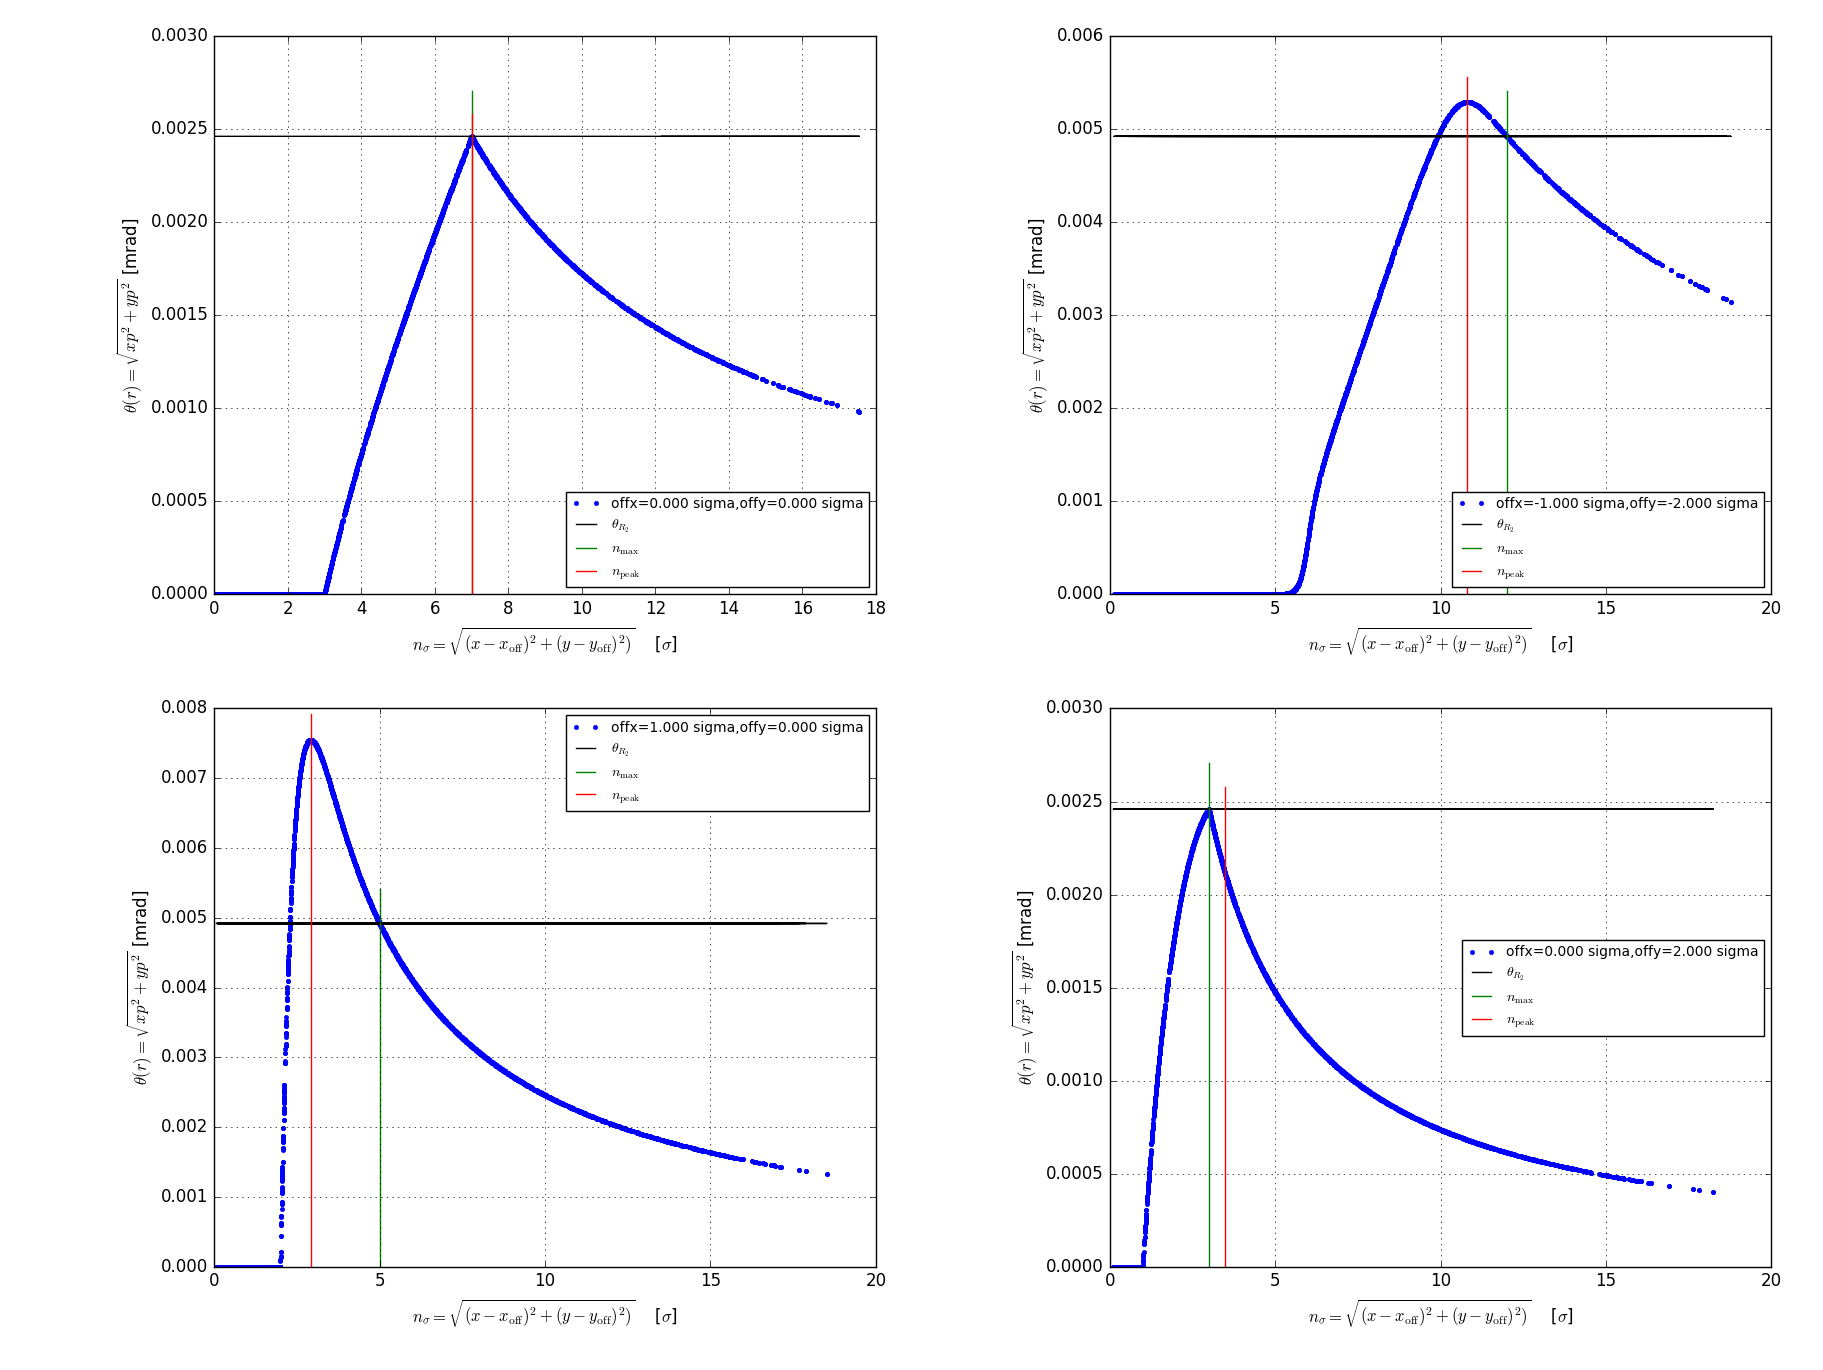 0.0030
0.0025
0.0020
0.0015
0.0010
0.0005
0.0000
0 2 4 6 8 10 12 14 16 18
θ(r) = √(xp² + yp²) [mrad]
n_σ = √((x − x_off)² + (y − y_off)²)) [σ]
offx=0.000 sigma,offy=0.000 sigma
θ_R₂
n_max
n_peak
0.006
0.005
0.004
0.003
0.002
0.001
0.000
0 5 10 15 20
θ(r) = √(xp² + yp²) [mrad]
n_σ = √((x − x_off)² + (y − y_off)²)) [σ]
offx=-1.000 sigma,offy=-2.000 sigma
θ_R₂
n_max
n_peak
0.008
0.007
0.006
0.005
0.004
0.003
0.002
0.001
0.000
0 5 10 15 20
θ(r) = √(xp² + yp²) [mrad]
n_σ = √((x − x_off)² + (y − y_off)²)) [σ]
offx=1.000 sigma,offy=0.000 sigma
θ_R₂
n_max
n_peak
0.0030
0.0025
0.0020
0.0015
0.0010
0.0005
0.0000
0 5 10 15 20
θ(r) = √(xp² + yp²) [mrad]
n_σ = √((x − x_off)² + (y − y_off)²)) [σ]
offx=0.000 sigma,offy=2.000 sigma
θ_R₂
n_max
n_peak